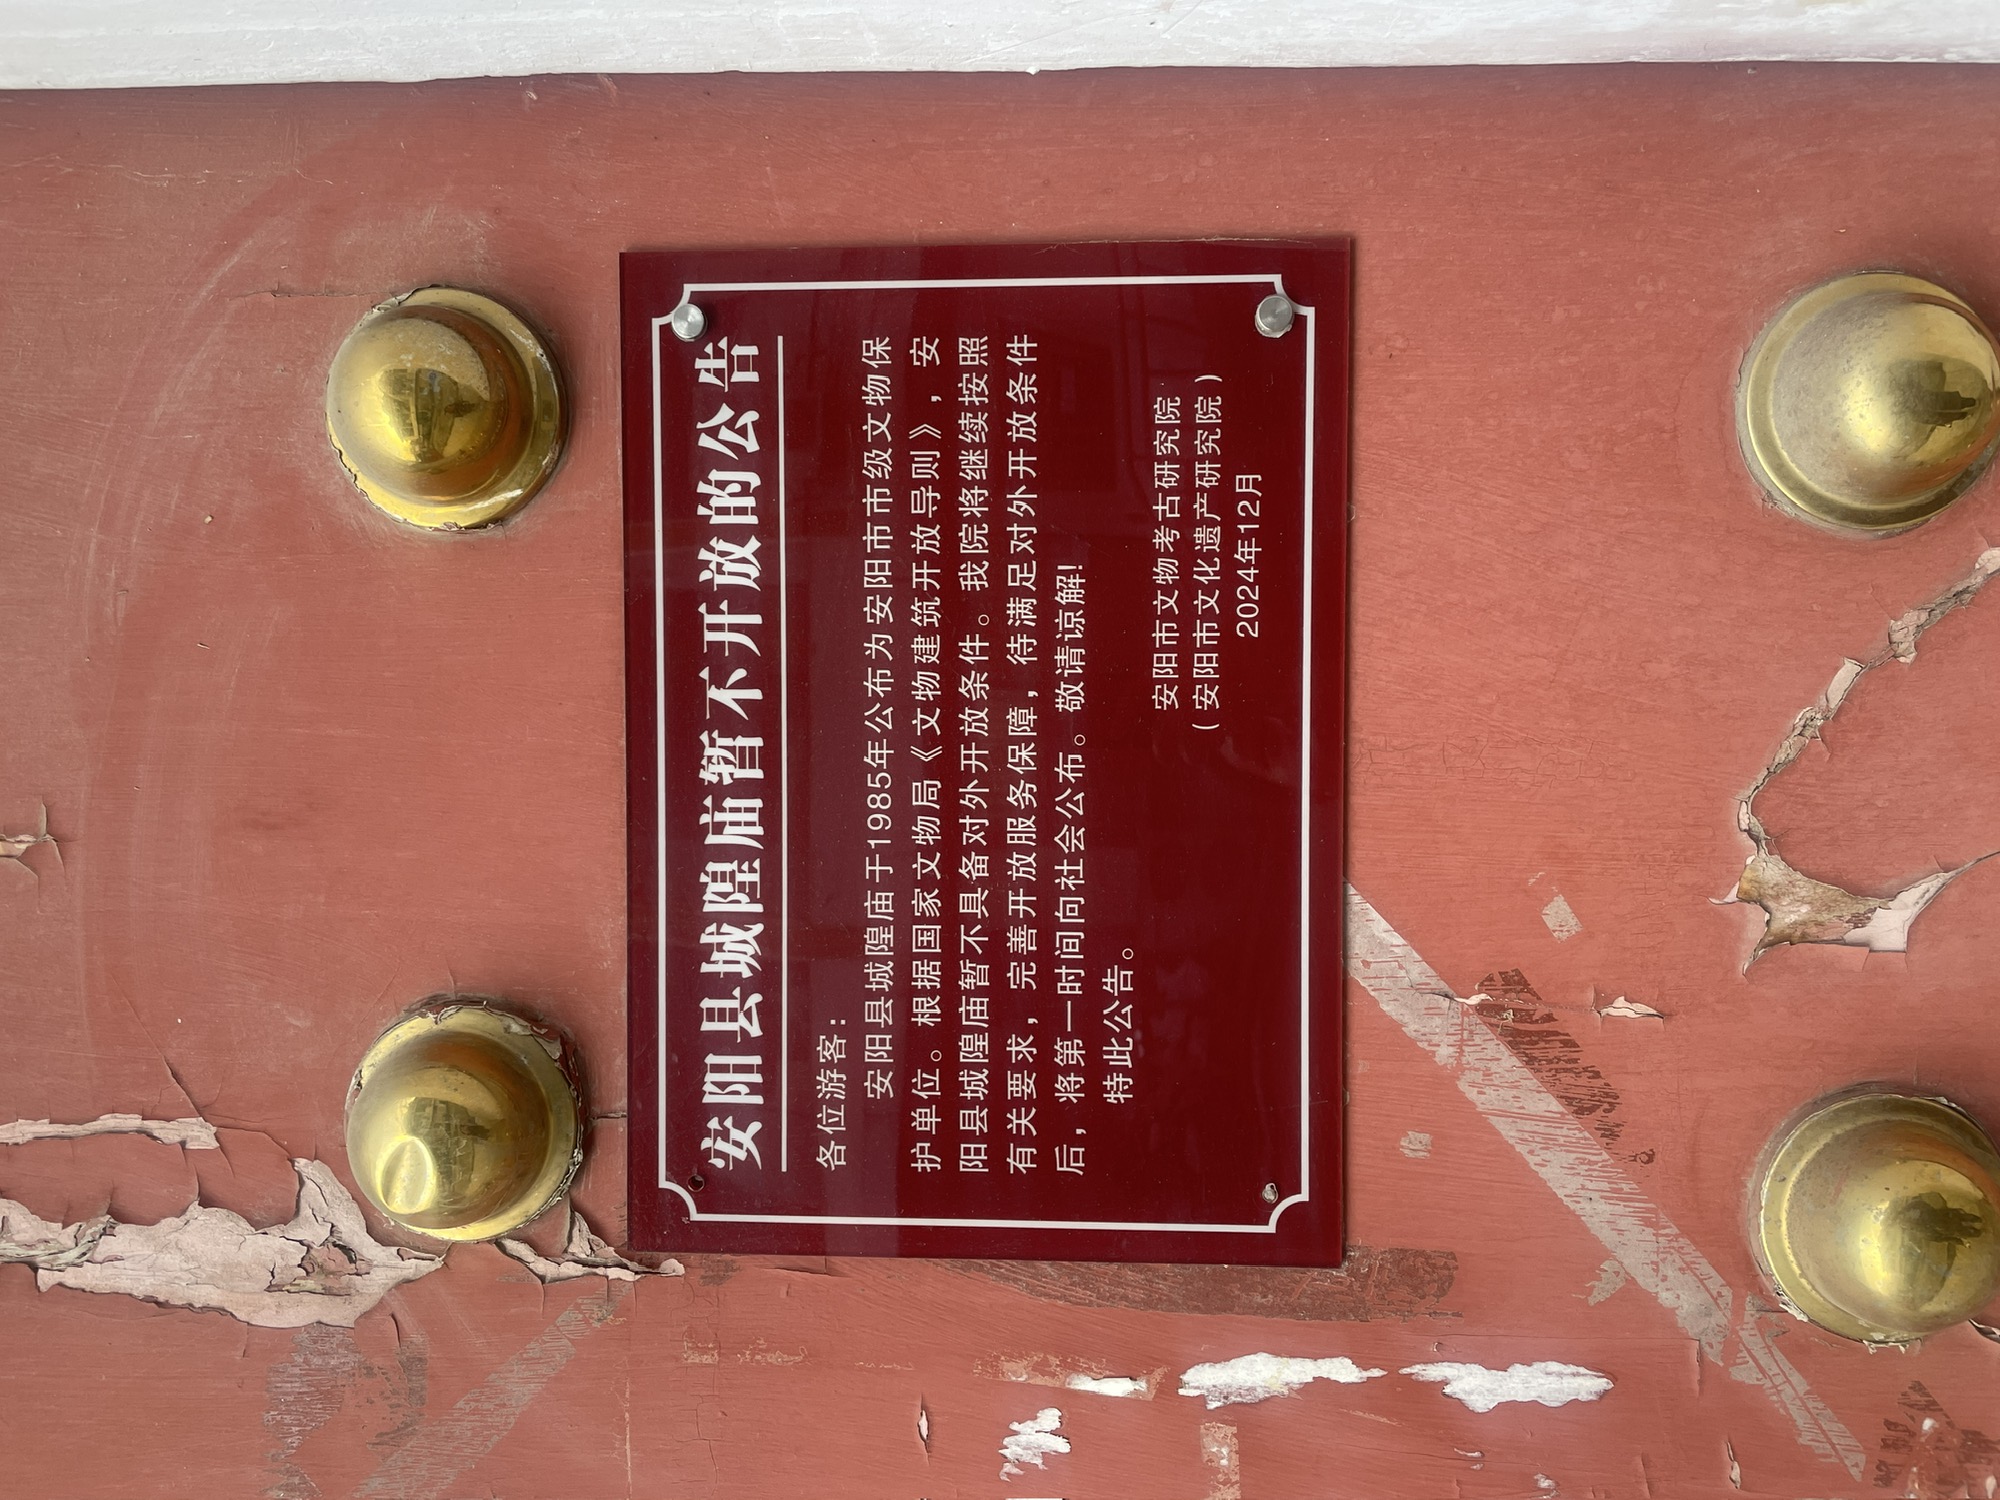 安阳县城隍庙暂不开放的公告
各位游客：
安阳县城隍庙于1985年公布为安阳市市级文物保
护单位。根据国家文物局《文物建筑开放导则》，安
阳县城隍庙暂不具备对外开放条件。我院将继续按照
有关要求，完善开放服务保障，待满足对外开放条件
后，将第一时间向社会公布。敬请谅解!
特此公告。
安阳市文物考古研究院
（安阳市文化遗产研究院）
2024年12月